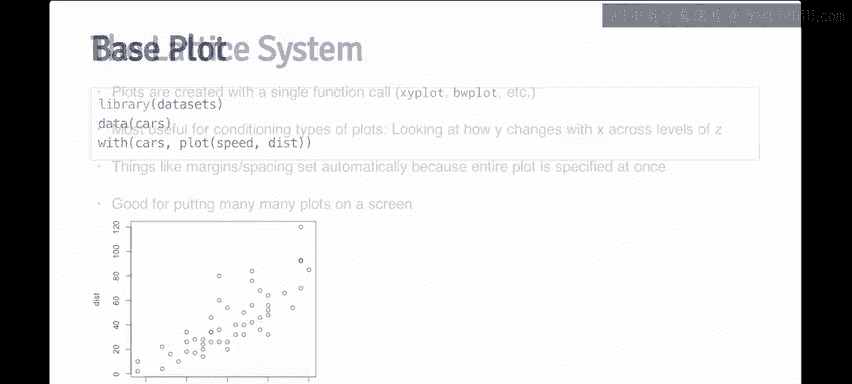 Base Plot
The Lattice System
• Plots are created with a single function call (xyplot, bwplot, etc.)
library(datasets)
data(cars)
• Most useful for conditioning types of plots: Looking at how y changes with x across levels of z
with(cars, plot(speed, dist))
• Things like margins/spacing set automatically because entire plot is specified at once
• Good for puttng many many plots on a screen
120
100
80
60
40
20
0
dist